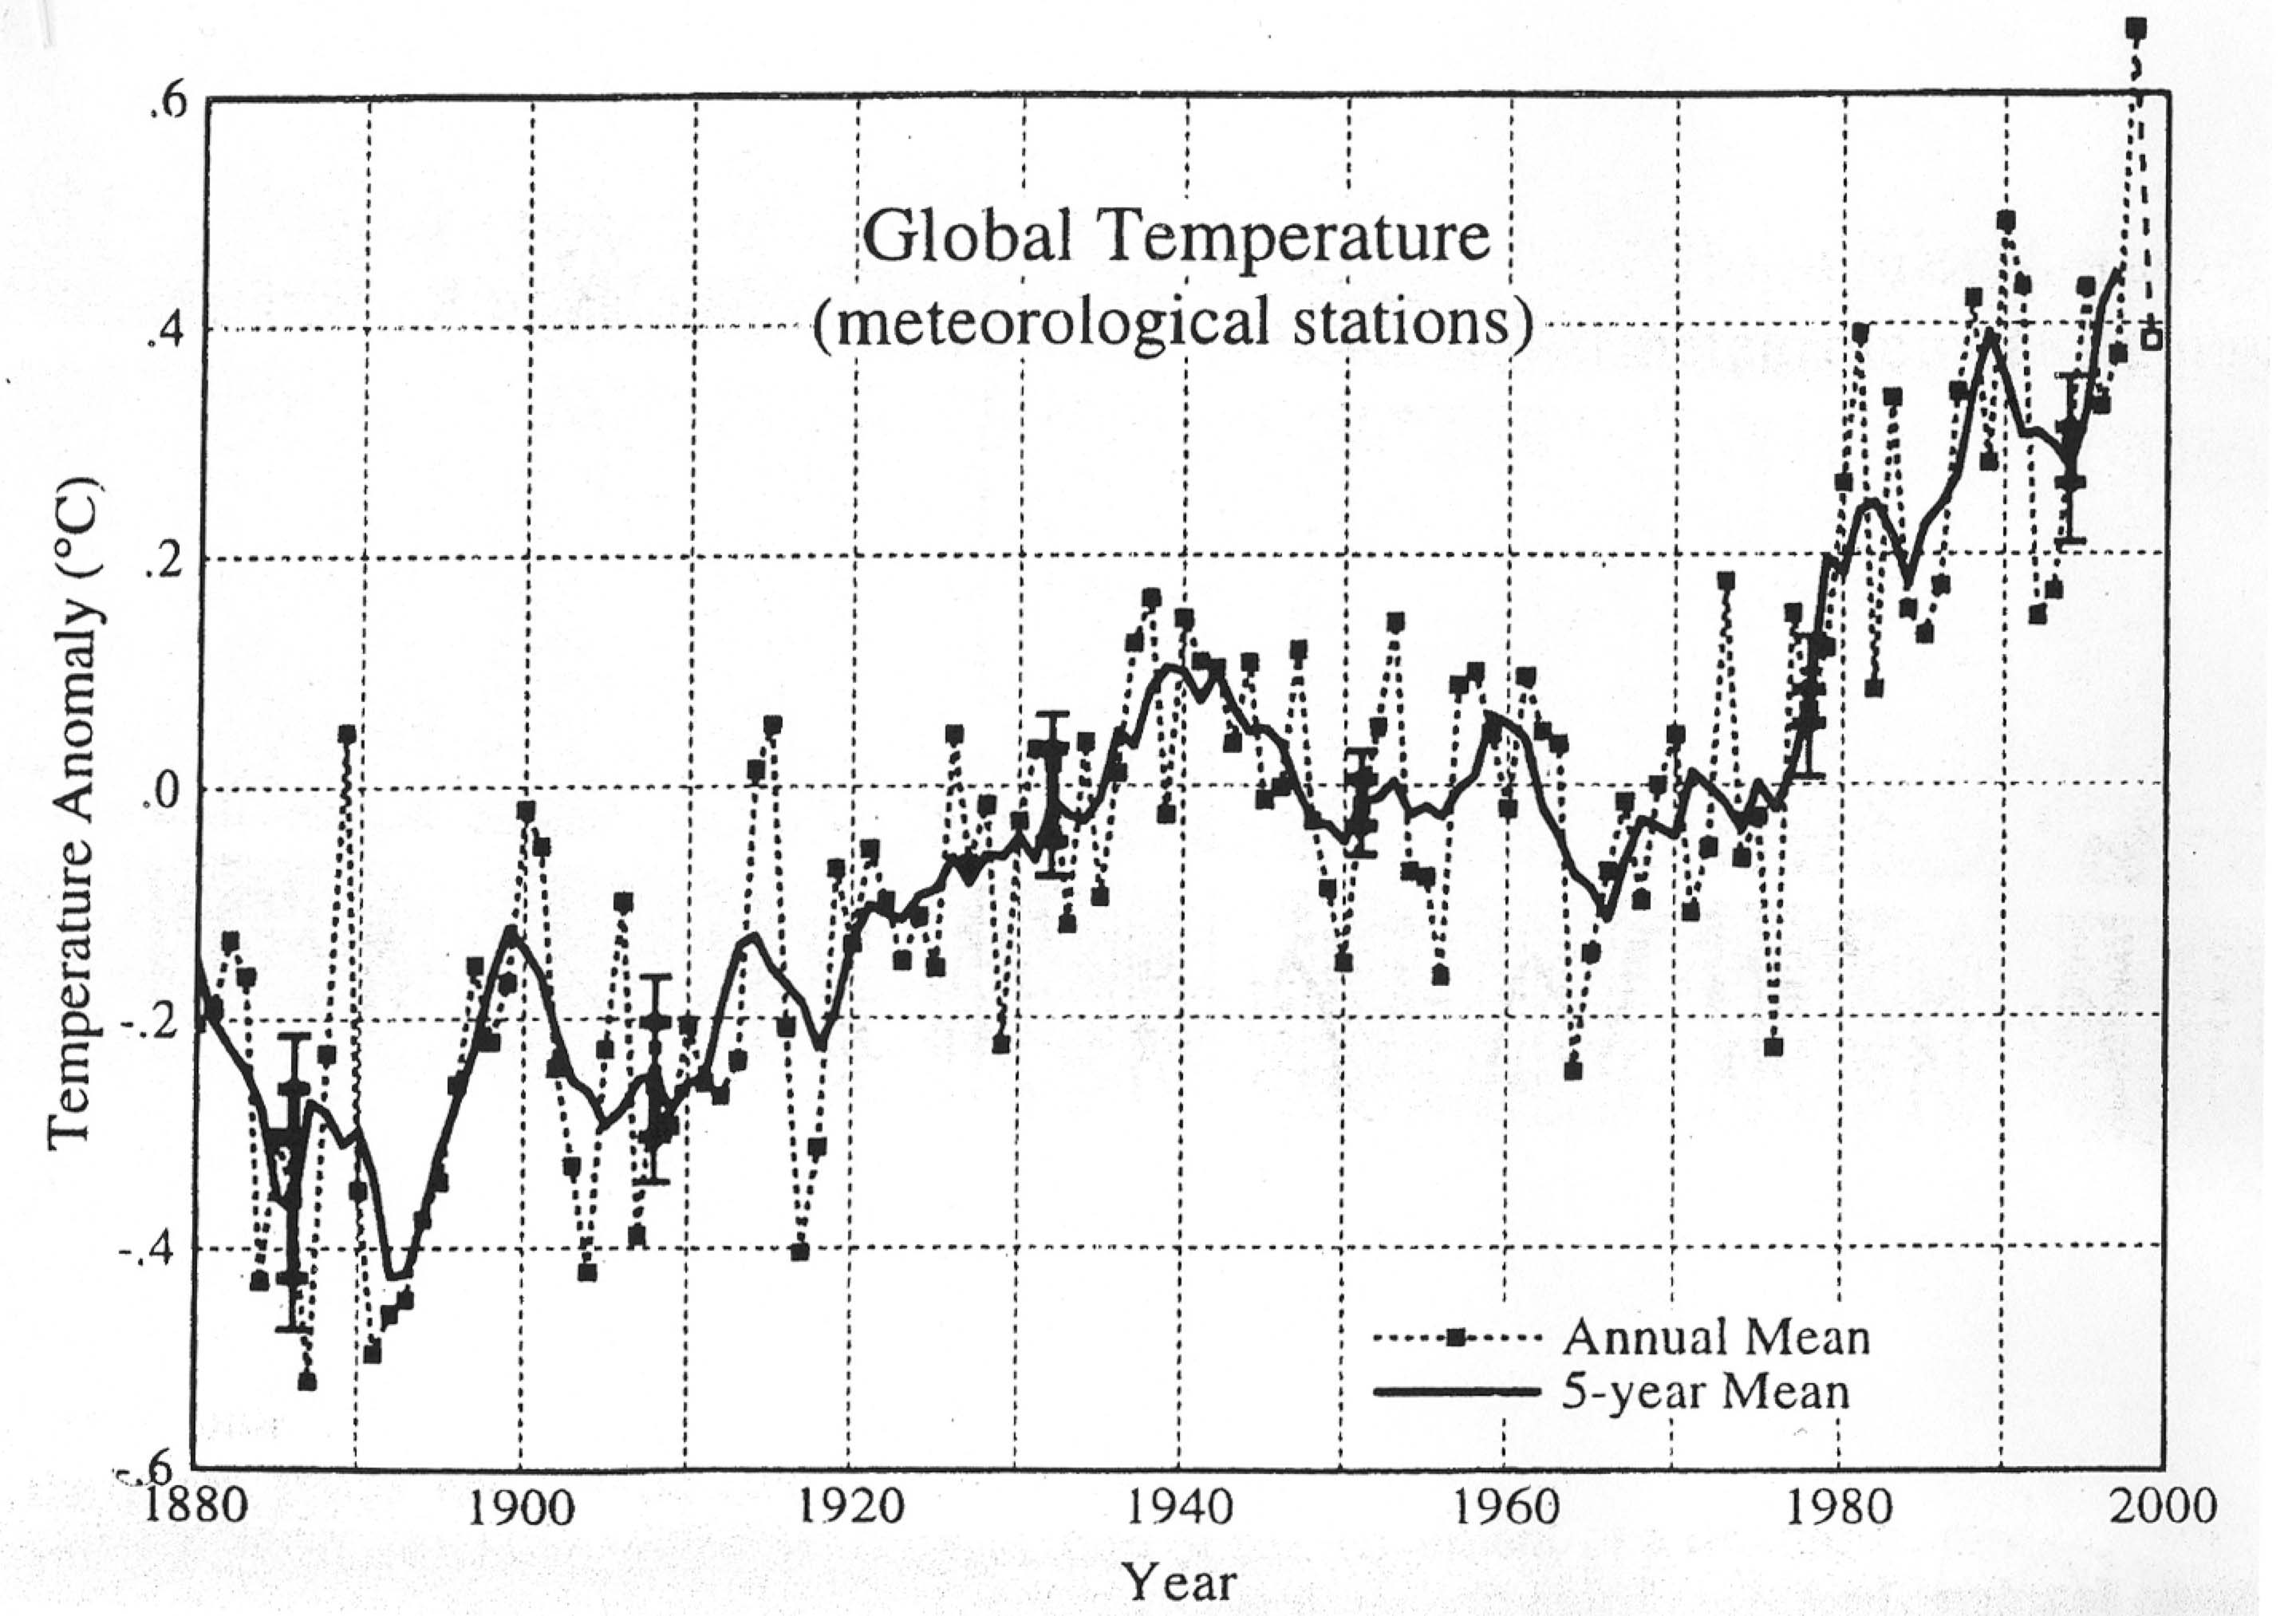 Global Temperature
(meteorological stations)
Temperature Anomaly (°C)
.6
.4
.2
.0
-.2
-.4
-.6
1880 1900 1920 1940 1960 1980 2000
Year
Annual Mean
5-year Mean